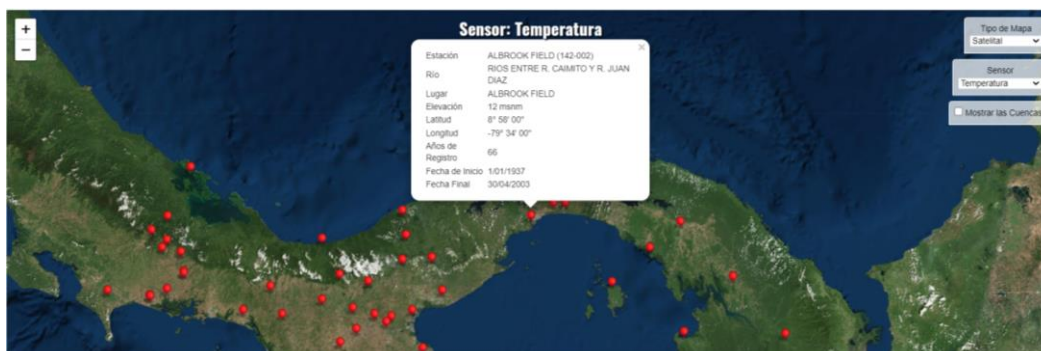 +
−
Sensor: Temperatura
×
Estación ALBROOK FIELD (142-002)
Río RIOS ENTRE R. CAIMITO Y R. JUAN DIAZ
Lugar ALBROOK FIELD
Elevación 12 msnm
Latitud 8° 58' 00"
Longitud -79° 34' 00"
Años de Registro 66
Fecha de Inicio 1/01/1937
Fecha Final 30/04/2003
Tipo de Mapa
Satelital
Sensor
Temperatura
Mostrar las Cuencas